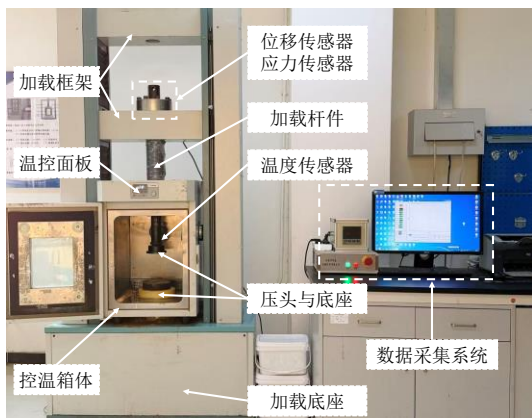 位移传感器
应力传感器
加载框架
加载杆件
温控面板
温度传感器
压头与底座
数据采集系统
控温箱体
加载底座